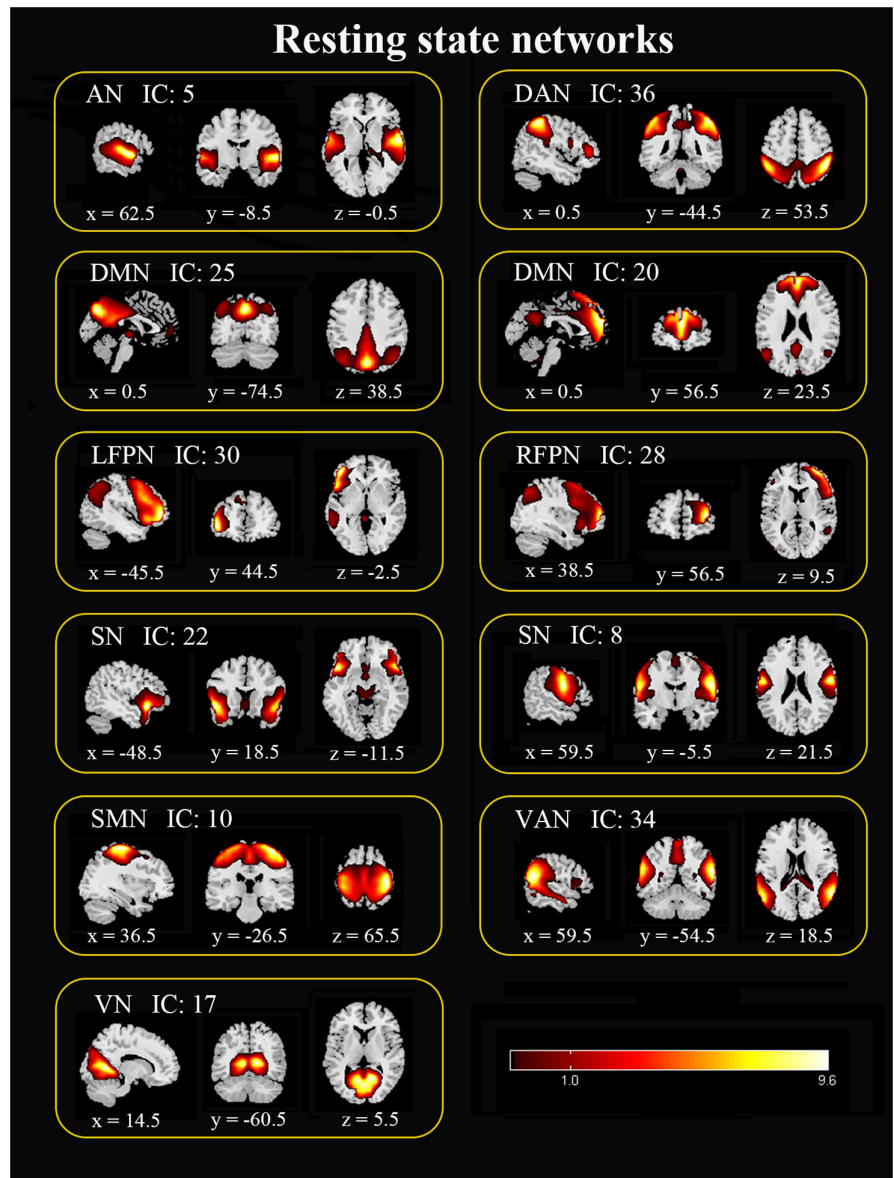 Resting state networks
AN IC: 5
x = 62.5 y = -8.5 z = -0.5
DAN IC: 36
x = 0.5 y = -44.5 z = 53.5
DMN IC: 25
x = 0.5 y = -74.5 z = 38.5
DMN IC: 20
x = 0.5 y = 56.5 z = 23.5
LFPN IC: 30
x = -45.5 y = 44.5 z = -2.5
RFPN IC: 28
x = 38.5 y = 56.5 z = 9.5
SN IC: 22
x = -48.5 y = 18.5 z = -11.5
SN IC: 8
x = 59.5 y = -5.5 z = 21.5
SMN IC: 10
x = 36.5 y = -26.5 z = 65.5
VAN IC: 34
x = 59.5 y = -54.5 z = 18.5
VN IC: 17
x = 14.5 y = -60.5 z = 5.5
1.0 9.6